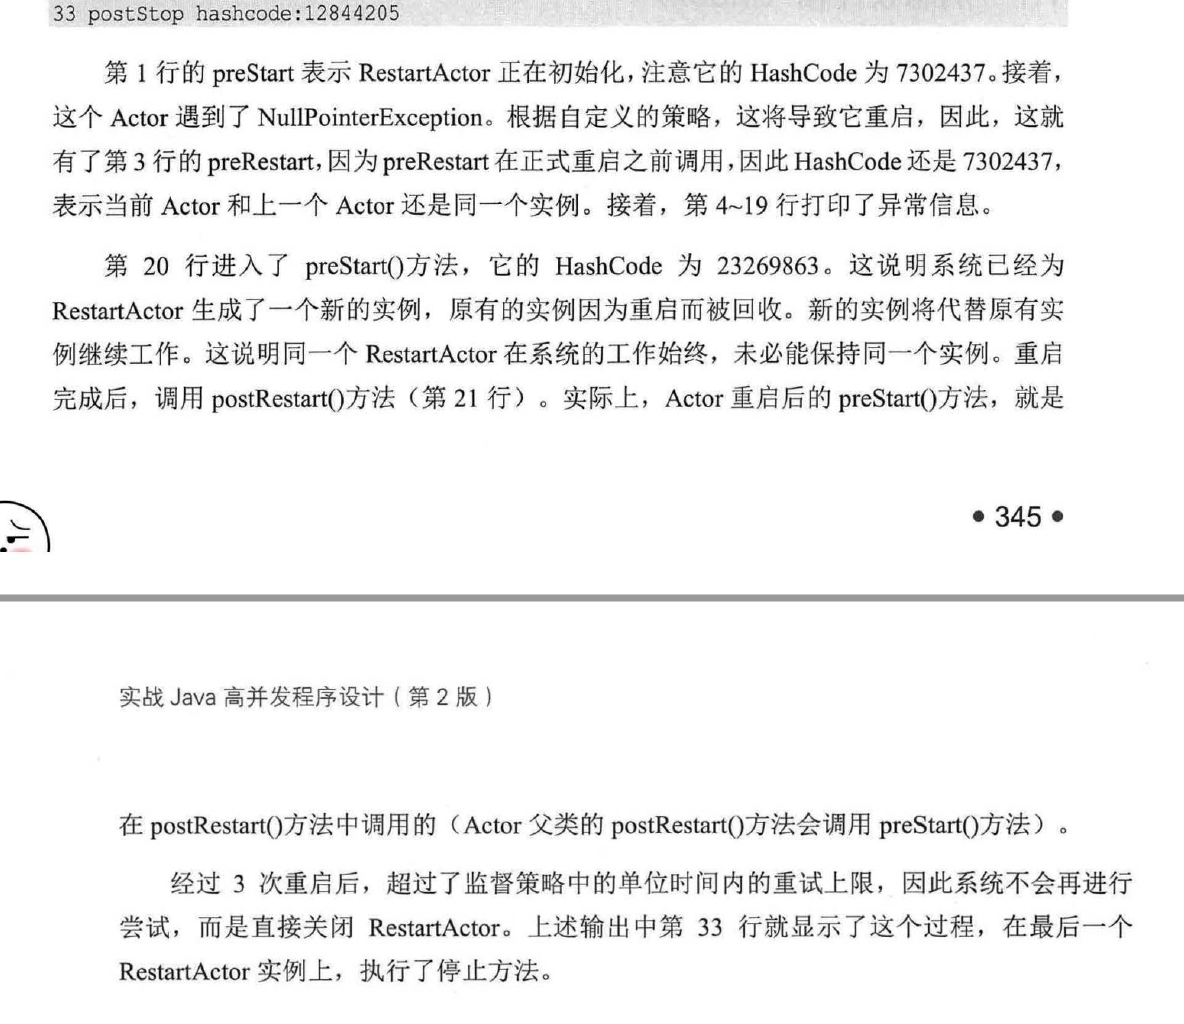 33 postStop hashcode:12844205
第 1 行的 preStart 表示 RestartActor 正在初始化，注意它的 HashCode 为 7302437。接着，
这个 Actor 遇到了 NullPointerException。根据自定义的策略，这将导致它重启，因此，这就
有了第 3 行的 preRestart，因为 preRestart 在正式重启之前调用，因此 HashCode 还是 7302437，
表示当前 Actor 和上一个 Actor 还是同一个实例。接着，第 4~19 行打印了异常信息。
第 20 行进入了 preStart()方法，它的 HashCode 为 23269863。这说明系统已经为
RestartActor 生成了一个新的实例，原有的实例因为重启而被回收。新的实例将代替原有实
例继续工作。这说明同一个 RestartActor 在系统的工作始终，未必能保持同一个实例。重启
完成后，调用 postRestart()方法（第 21 行）。实际上，Actor 重启后的 preStart()方法，就是
• 345 •
实战 Java 高并发程序设计（第 2 版）
在 postRestart()方法中调用的（Actor 父类的 postRestart()方法会调用 preStart()方法）。
经过 3 次重启后，超过了监督策略中的单位时间内的重试上限，因此系统不会再进行
尝试，而是直接关闭 RestartActor。上述输出中第 33 行就显示了这个过程，在最后一个
RestartActor 实例上，执行了停止方法。